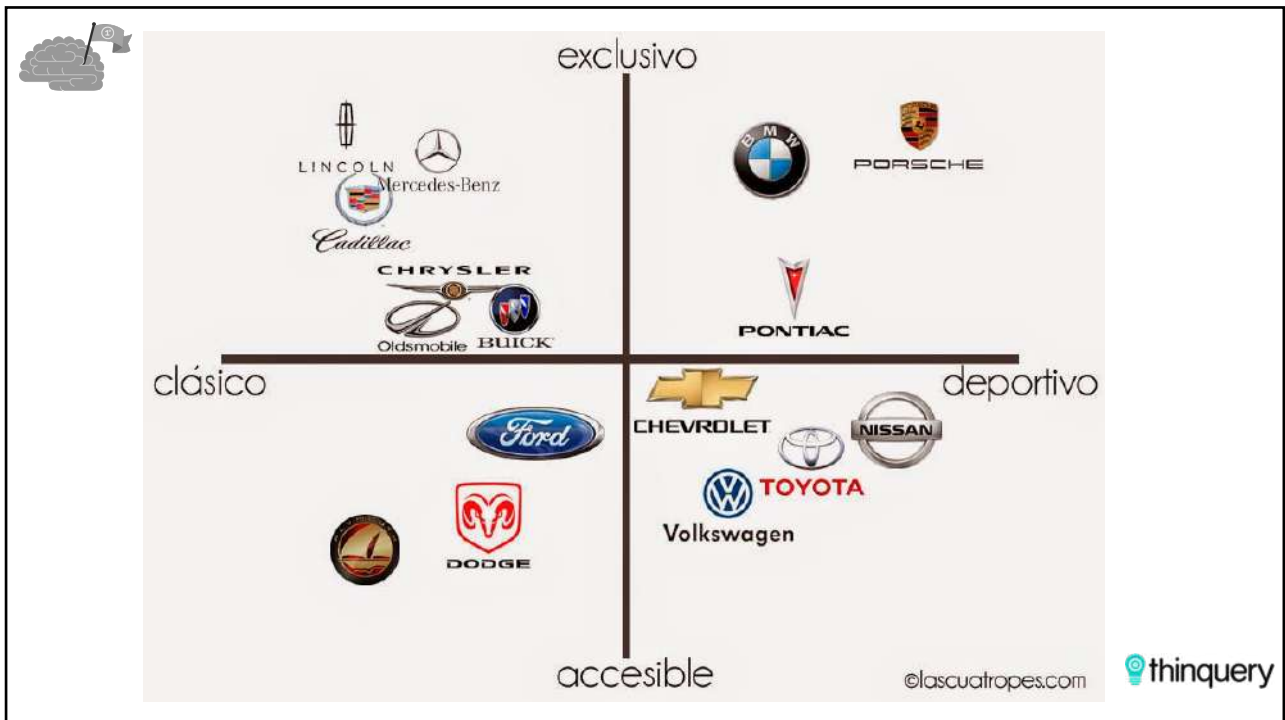 exclusivo
LINCOLN
Mercedes-Benz
Cadillac
BMW
PORSCHE
CHRYSLER
Oldsmobile
BUICK
PONTIAC
clásico
deportivo
Ford
CHEVROLET
NISSAN
TOYOTA
Volkswagen
DODGE
accesible
©lascuatropes.com
thinquery